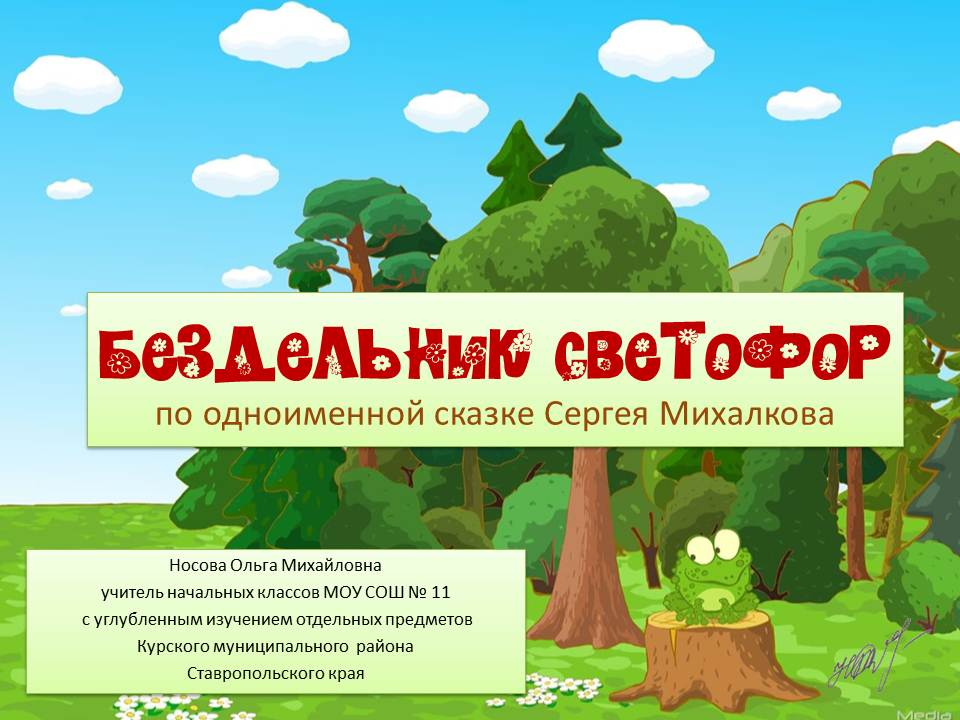 Бездельник светофор
по одноименной сказке Сергея Михалкова
Носова Ольга Михайловна
учитель начальных классов МОУ СОШ № 11
с углубленным изучением отдельных предметов
Курского муниципального района
Ставропольского края
Media